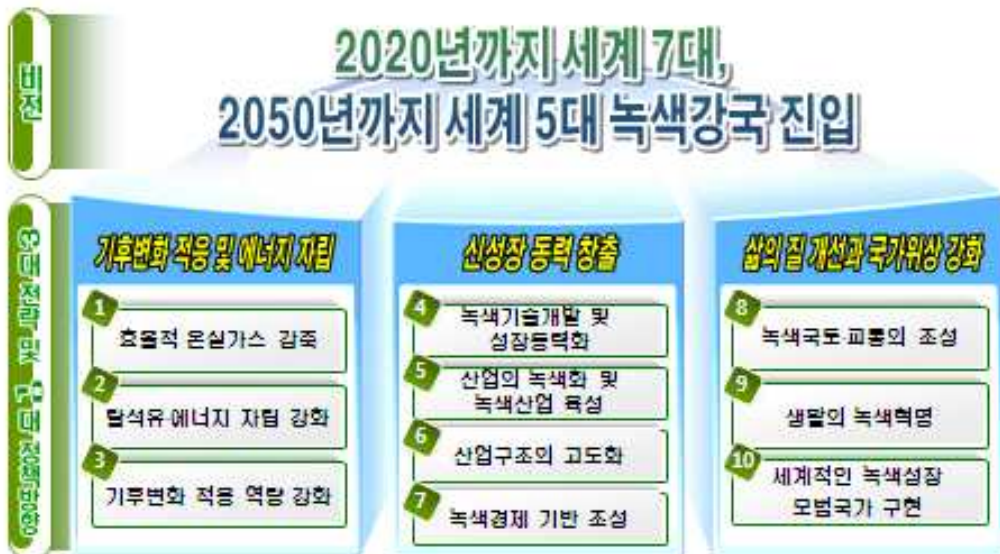 비전
2020년까지 세계 7대,
2050년까지 세계 5대 녹색강국 진입
3대 전략 및 10대 정책방향
기후변화 적응 및 에너지 자립
1
효율적 온실가스 감축
2
탈석유·에너지 자립 강화
3
기후변화 적응 역량 강화
신성장 동력 창출
4
녹색기술개발 및
성장동력화
5
산업의 녹색화 및
녹색산업 육성
6
산업구조의 고도화
7
녹색경제 기반 조성
삶의 질 개선과 국가위상 강화
8
녹색국토·교통의 조성
9
생활의 녹색혁명
10
세계적인 녹색성장
모범국가 구현